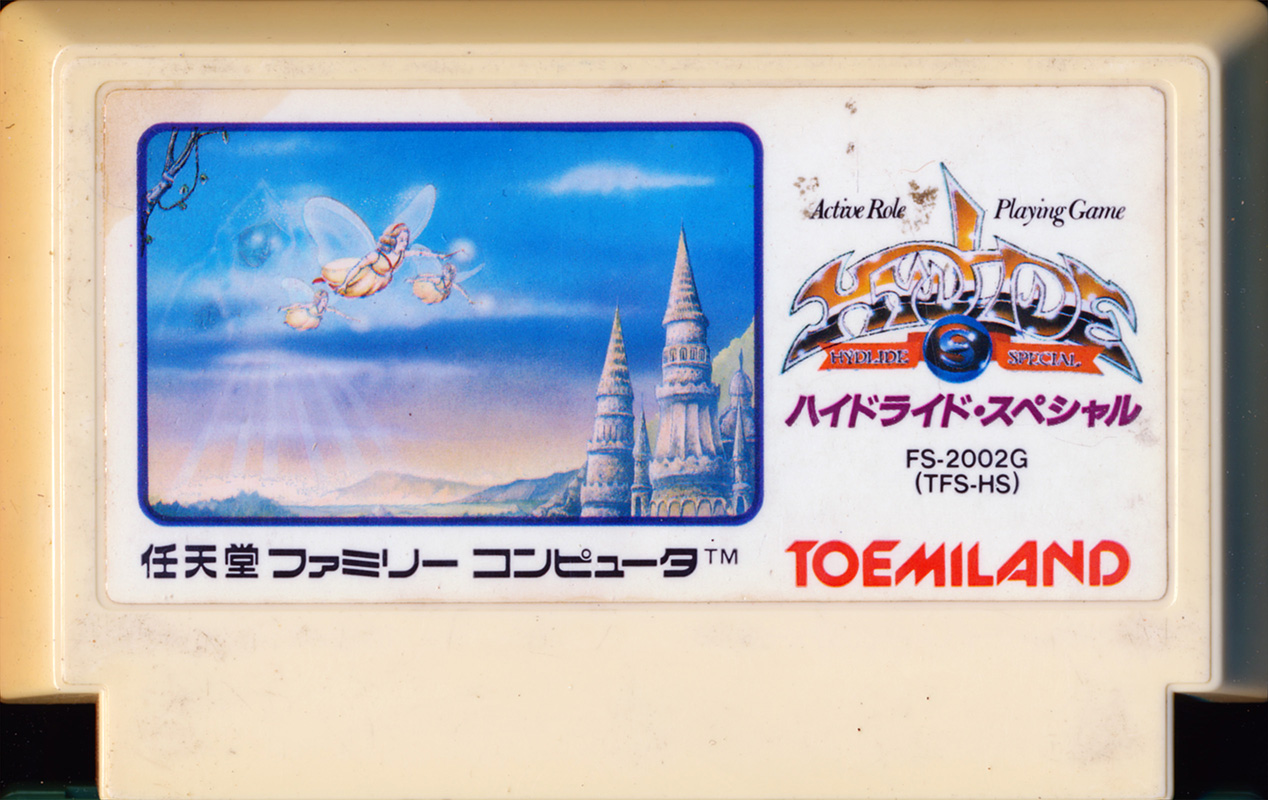 Active Role Playing Game
HYDLIDE
HYDLIDE S SPECIAL
ハイドライド・スペシャル
FS-2002G
(TFS-HS)
任天堂 ファミリー コンピュータ™
TOEMILAND